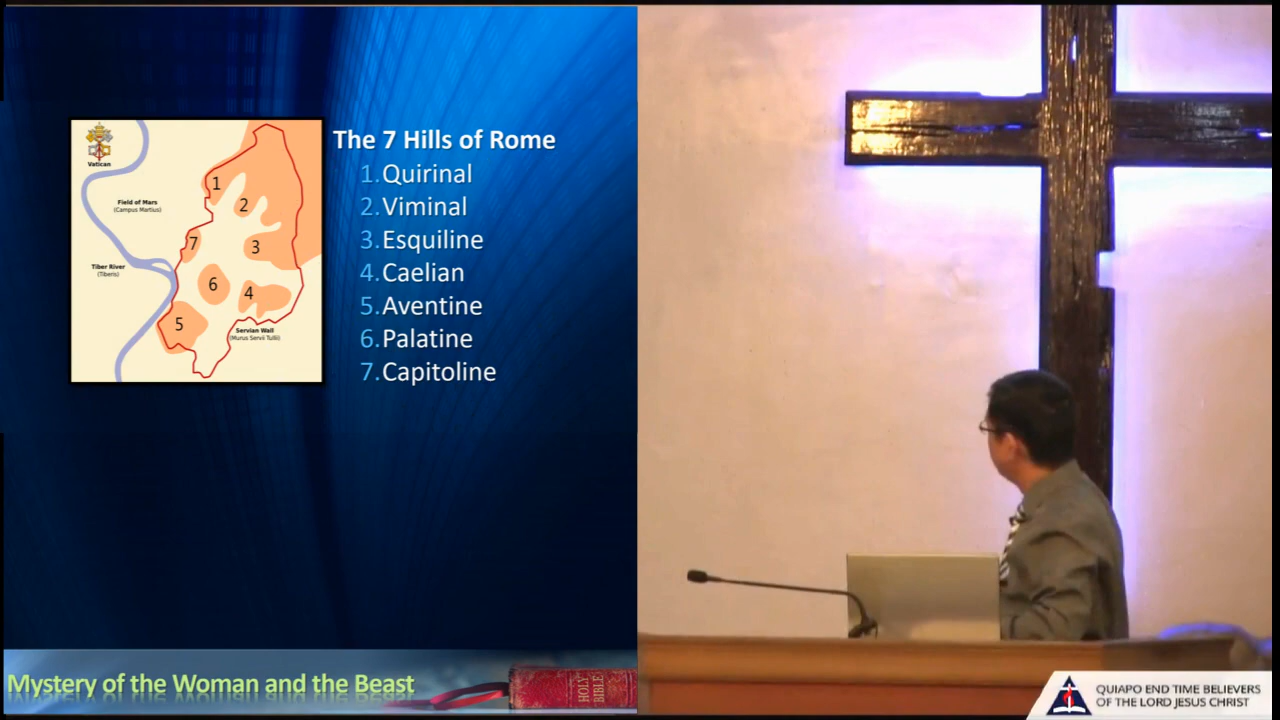 The 7 Hills of Rome
1. Quirinal
2. Viminal
3. Esquiline
4. Caelian
5. Aventine
6. Palatine
7. Capitoline
Vatican
Field of Mars
(Campus Martius)
Tiber River
(Tiberis)
Servian Wall
(Murus Servii Tullii)
1
2
7
3
6
4
5
Mystery of the Woman and the Beast
HOLY
BIBLE
QUIAPO END TIME BELIEVERS
OF THE LORD JESUS CHRIST